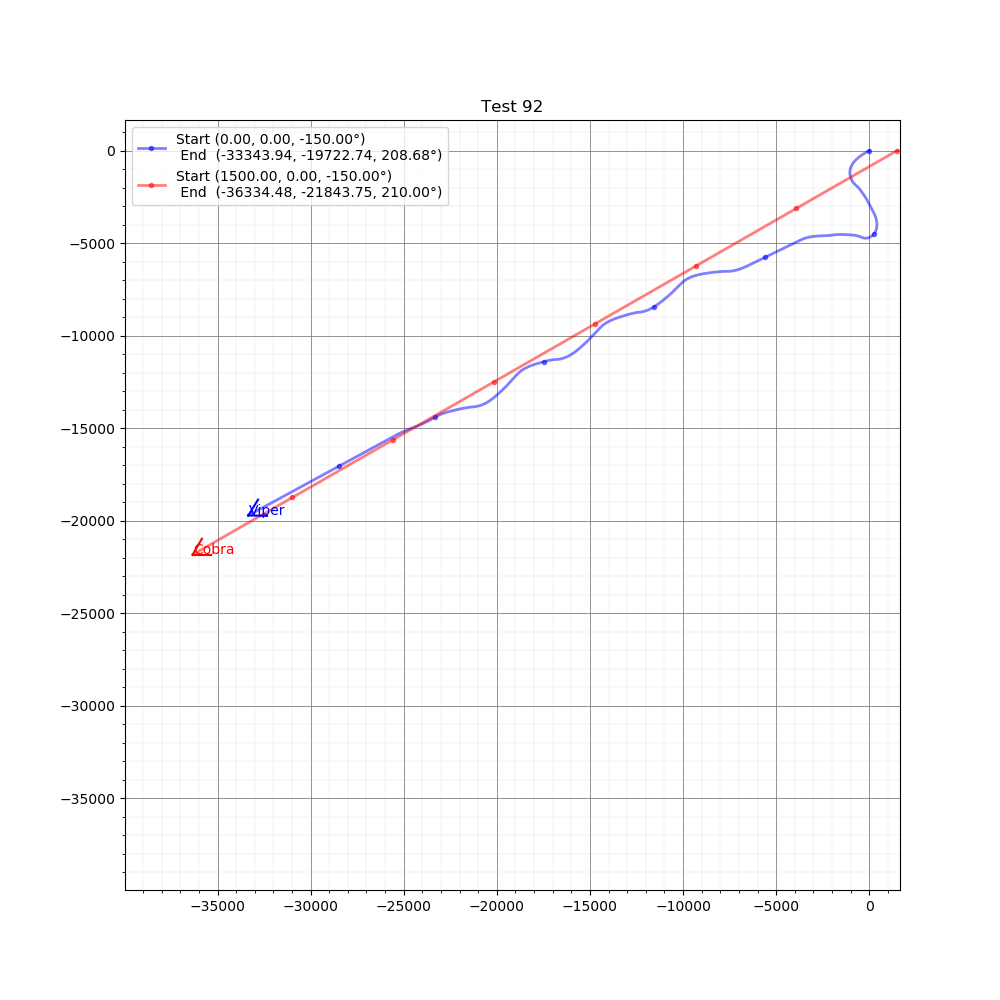 Test 92
Start (0.00, 0.00, -150.00°)
End  (-33343.94, -19722.74, 208.68°)
Start (1500.00, 0.00, -150.00°)
End  (-36334.48, -21843.75, 210.00°)
0
−5000
−10000
−15000
−20000
−25000
−30000
−35000
Viper
Cobra
−35000 −30000 −25000 −20000 −15000 −10000 −5000 0